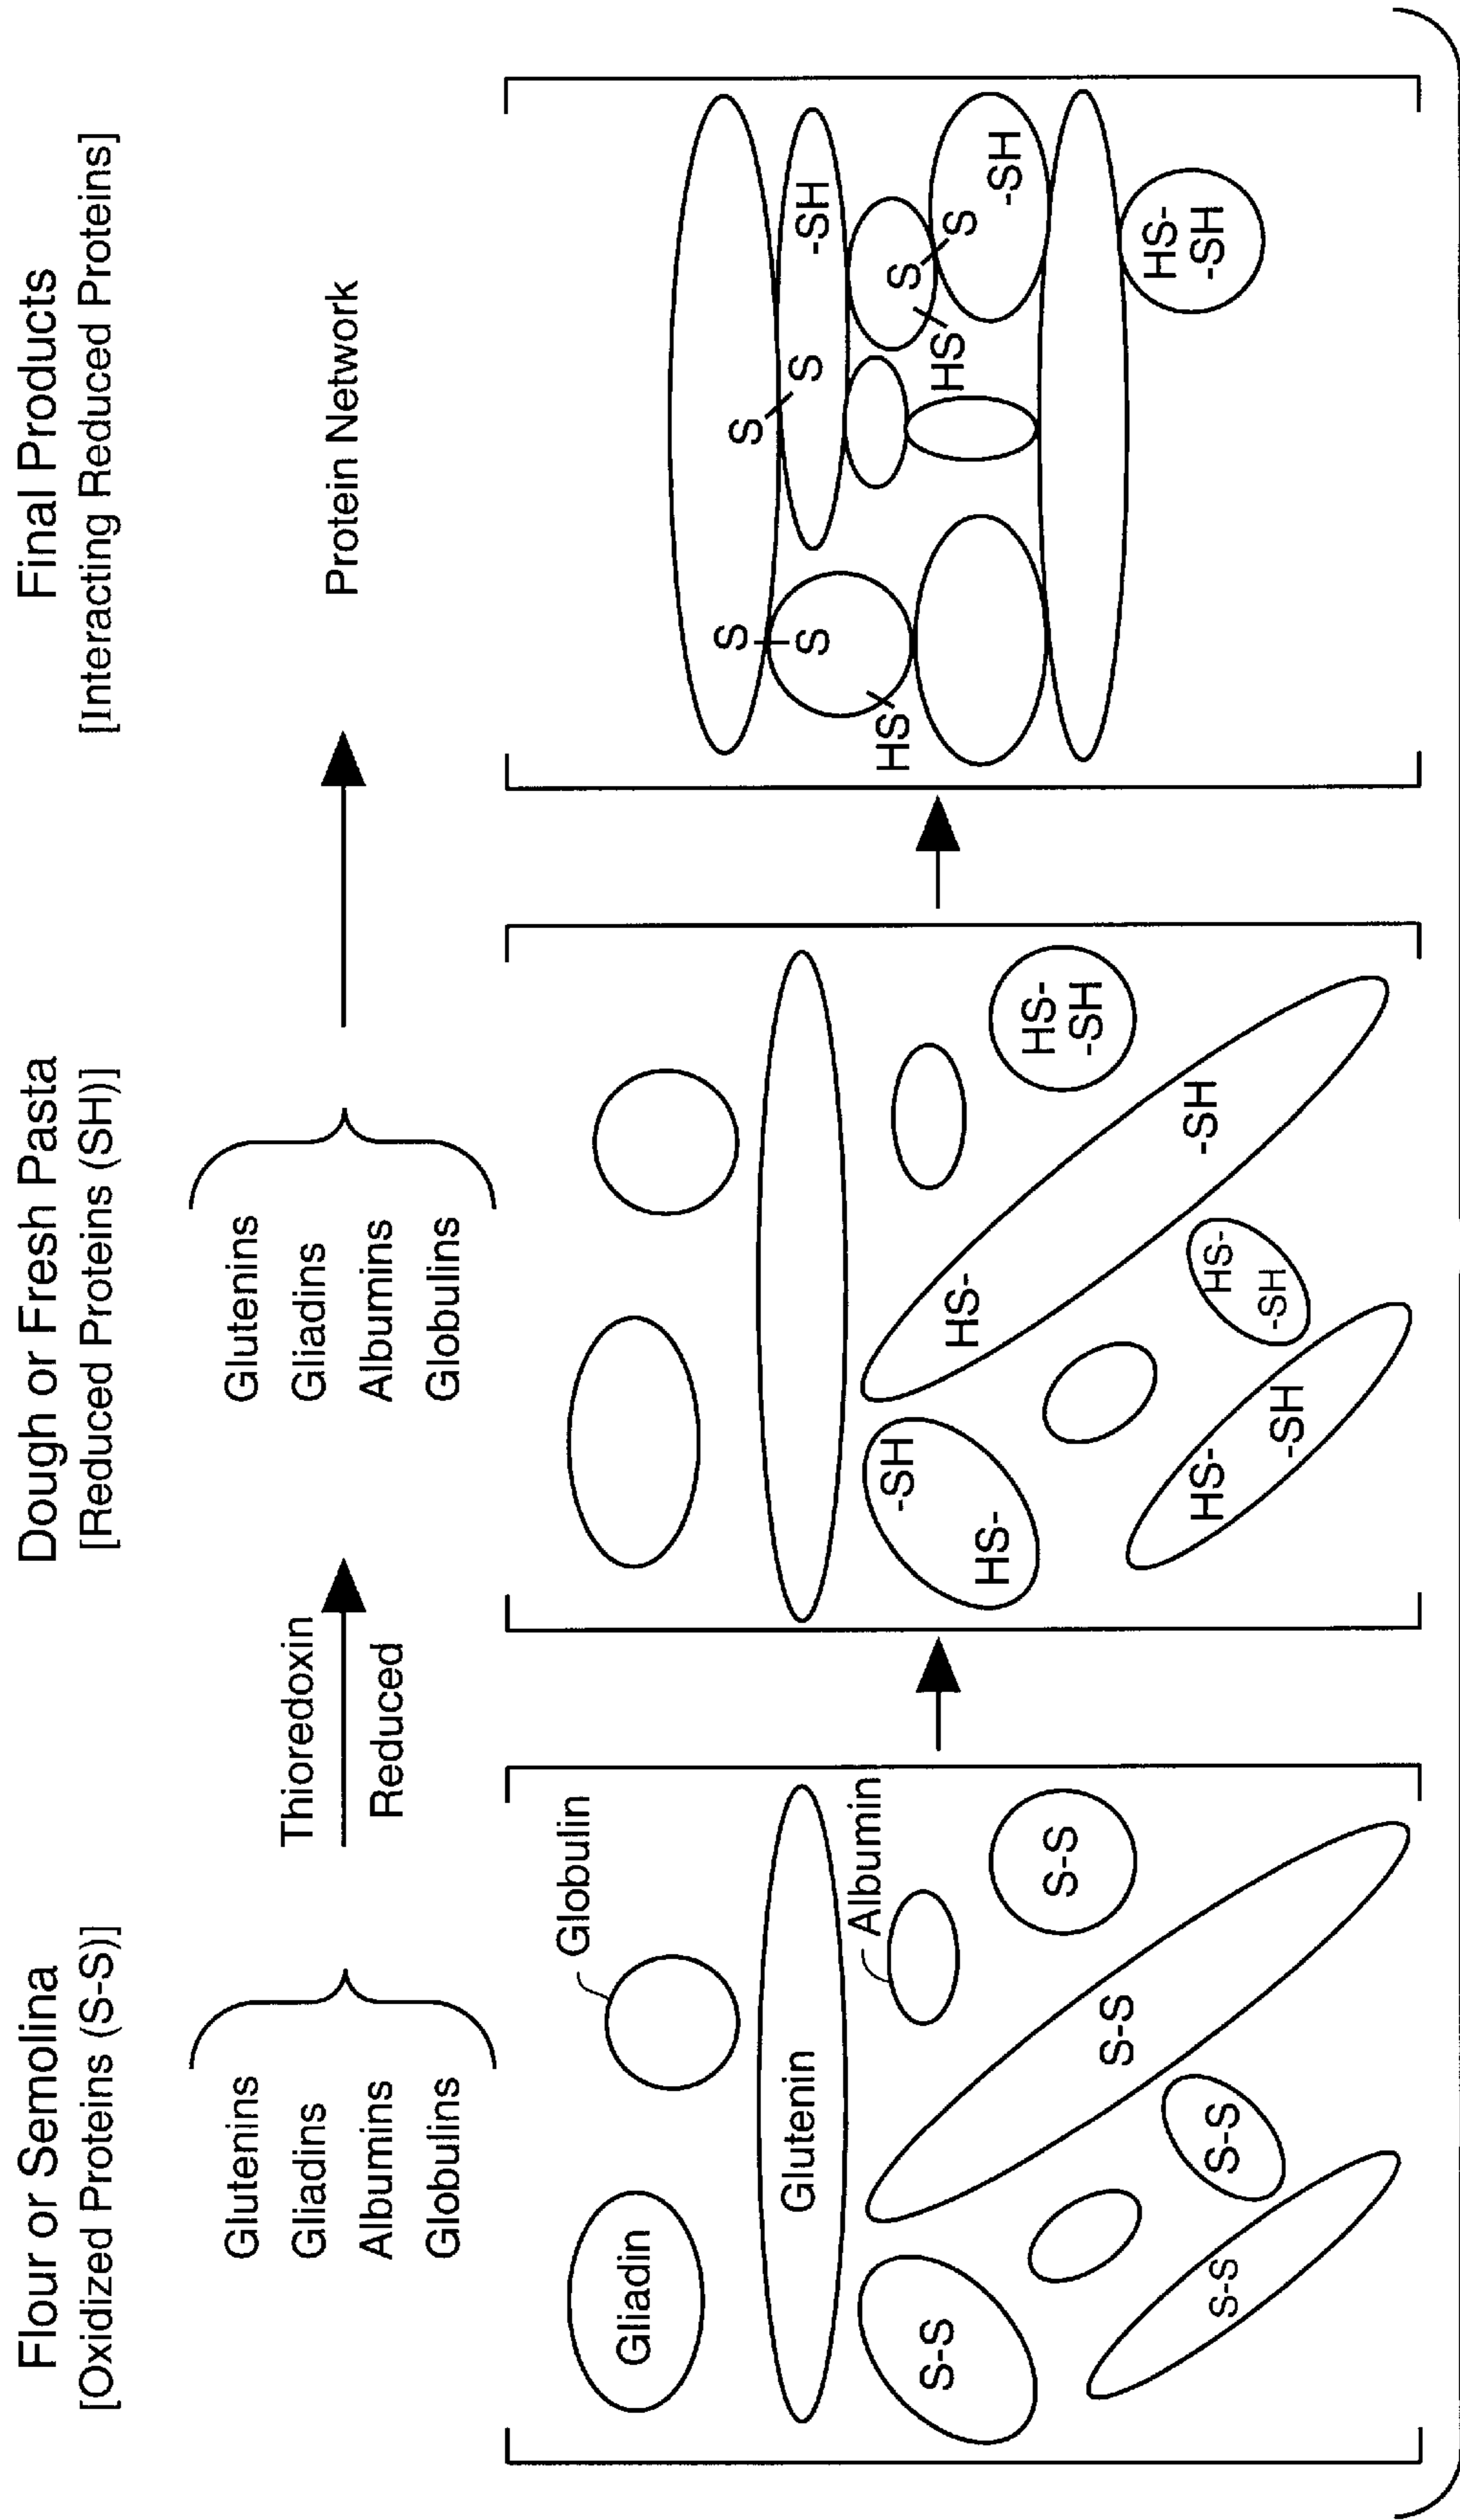 Flour or Semolina
[Oxidized Proteins (S-S)]
Dough or Fresh Pasta
[Reduced Proteins (SH)]
Final Products
[Interacting Reduced Proteins]
Glutenins
Gliadins
Albumins
Globulins
Thioredoxin
Reduced
Glutenins
Gliadins
Albumins
Globulins
Protein Network
Gliadin
Globulin
Glutenin
Albumin
S-S
S-S
S-S
S-S
S-S
-SH
HS-
HS-
-SH
HS-
-SH
HS-
-SH
HS-
-SH
S
S
HS
S
S
-SH
S
S
HS
-SH
HS-
-SH